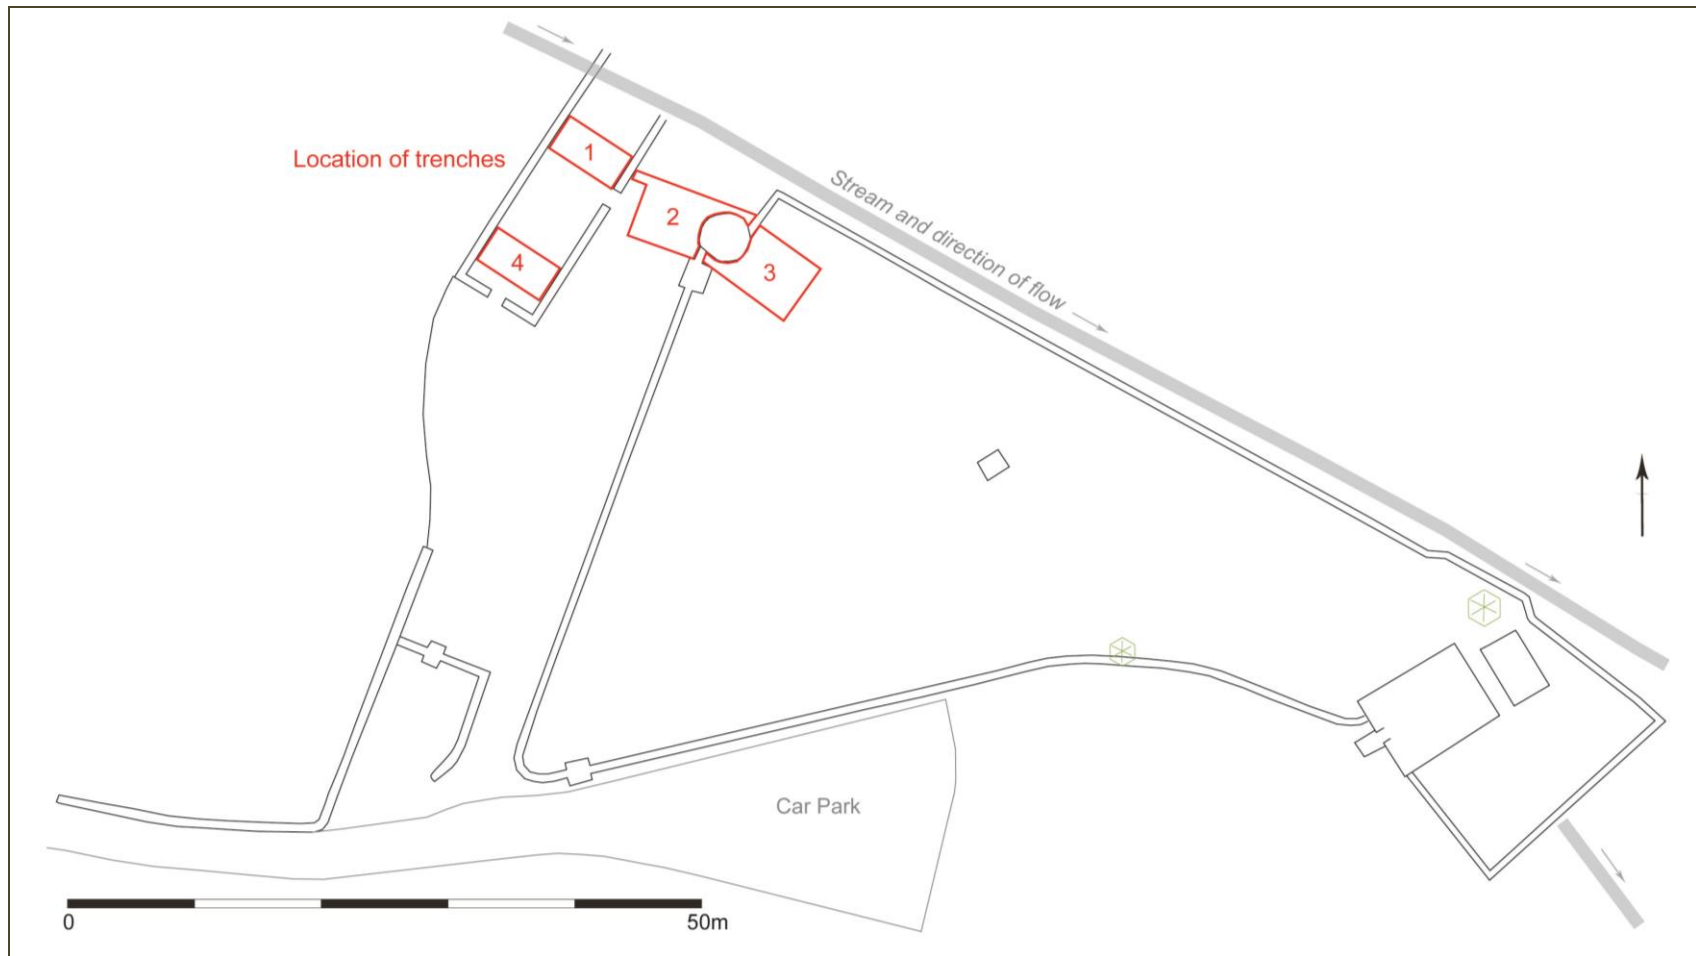 Location of trenches
1
2
3
4
Stream and direction of flow
Car Park
0
50m